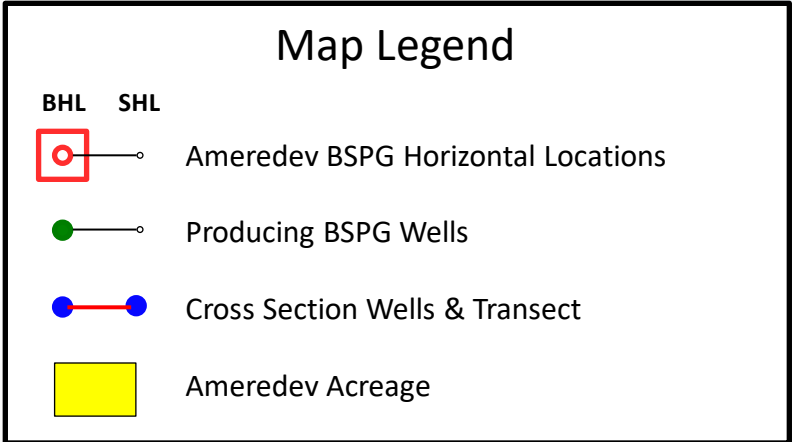 Map Legend
BHL SHL
Ameredev BSPG Horizontal Locations
Producing BSPG Wells
Cross Section Wells & Transect
Ameredev Acreage